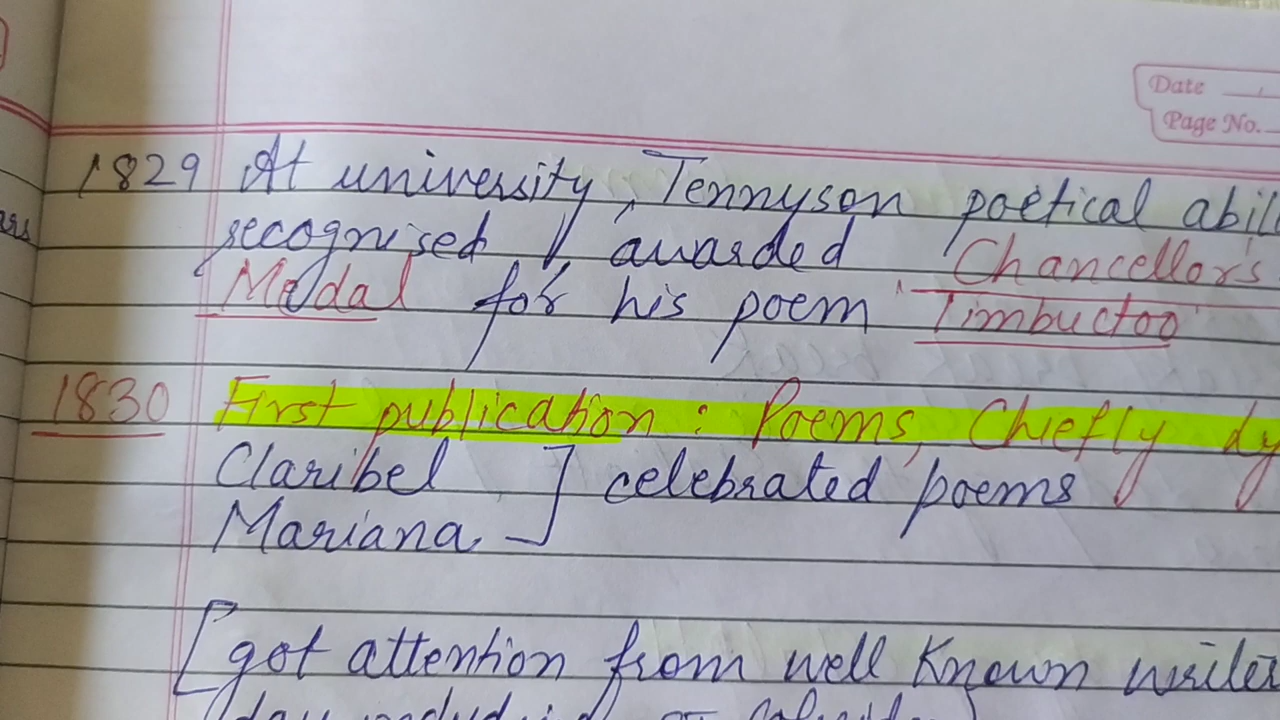 Date
Page No.
1829 At university, Tennyson poetical abil
recognised & awarded Chancellor's
Medal for his poem 'Timbuctoo'
1830 First publication : Poems, Chiefly ly
Claribel ] celebrated poems
Mariana
[got attention from well Known writer